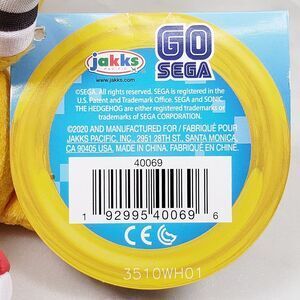 jakks
PACIFIC
jakks.com
GO
SEGA
©SEGA. All rights reserved. SEGA is registered in the
U.S. Patent and Trademark Office. SEGA and SONIC
THE HEDGEHOG are either registered trademarks or
trademarks of SEGA CORPORATION.
©2020 AND MANUFACTURED FOR / FABRIQUÉ POUR
JAKKS PACIFIC, INC., 2951 28TH ST., SANTA MONICA,
CA 90405 USA. MADE IN CHINA. FABRIQUÉ EN CHINE.
40069
1 92995 40069 6
CE
3510WH01